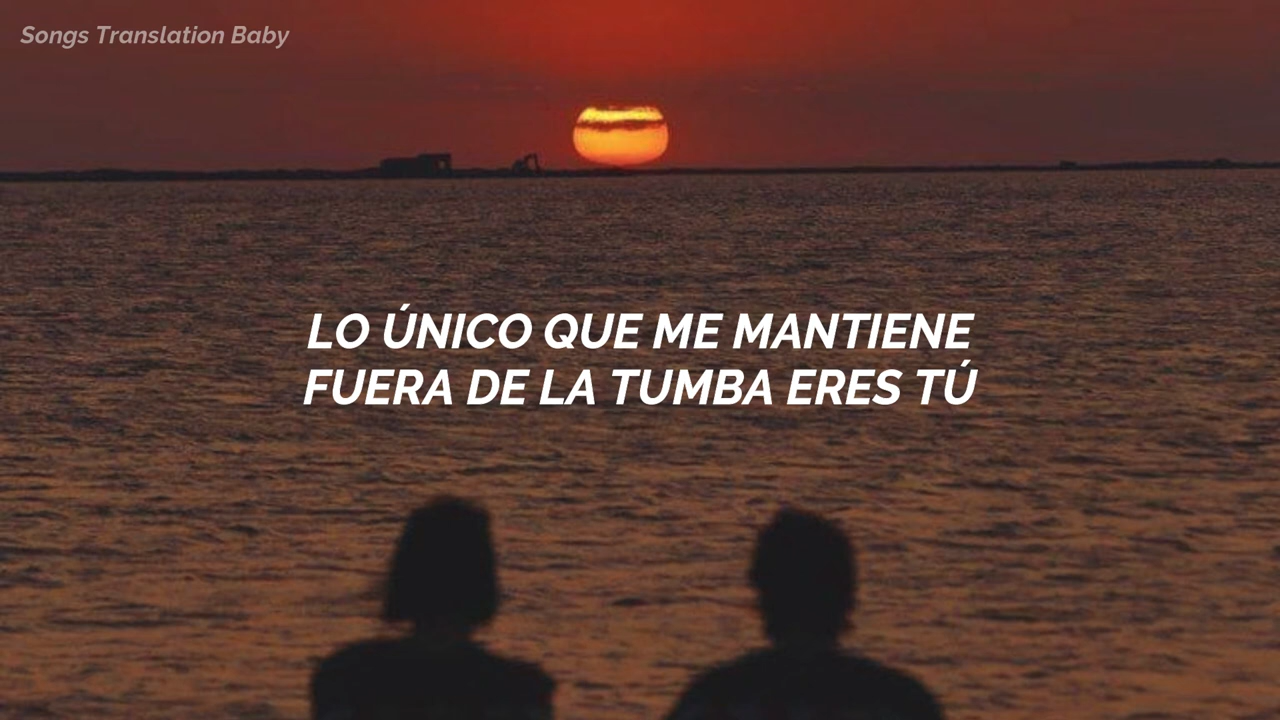 Songs Translation Baby
LO ÚNICO QUE ME MANTIENE
FUERA DE LA TUMBA ERES TÚ